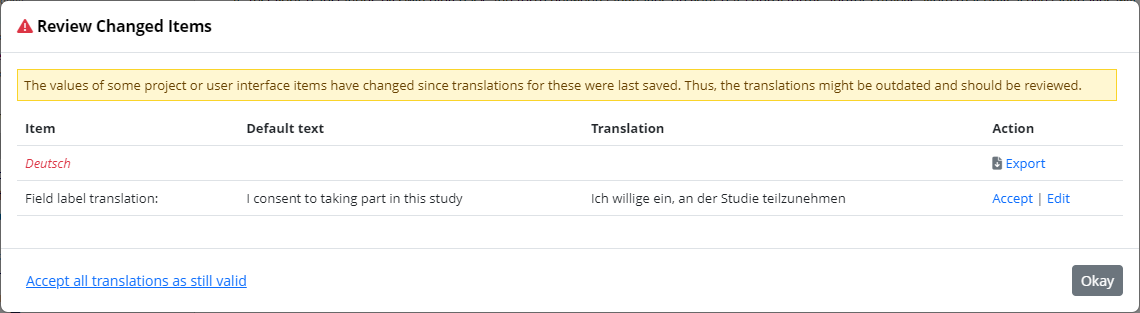 Review Changed Items
The values of some project or user interface items have changed since translations for these were last saved. Thus, the translations might be outdated and should be reviewed.
Item Default text Translation Action
Deutsch Export
Field label translation: I consent to taking part in this study Ich willige ein, an der Studie teilzunehmen Accept | Edit
Accept all translations as still valid Okay